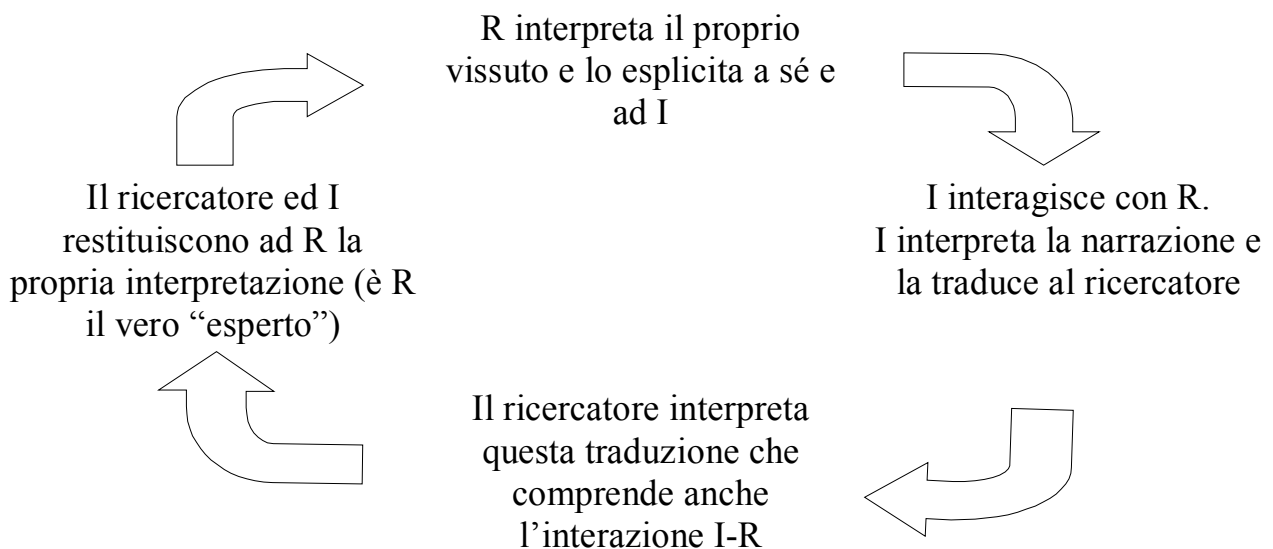 R interpreta il proprio
vissuto e lo esplicita a sé e
ad I
I interagisce con R.
I interpreta la narrazione e
la traduce al ricercatore
Il ricercatore interpreta
questa traduzione che
comprende anche
l’interazione I-R
Il ricercatore ed I
restituiscono ad R la
propria interpretazione (è R
il vero “esperto”)